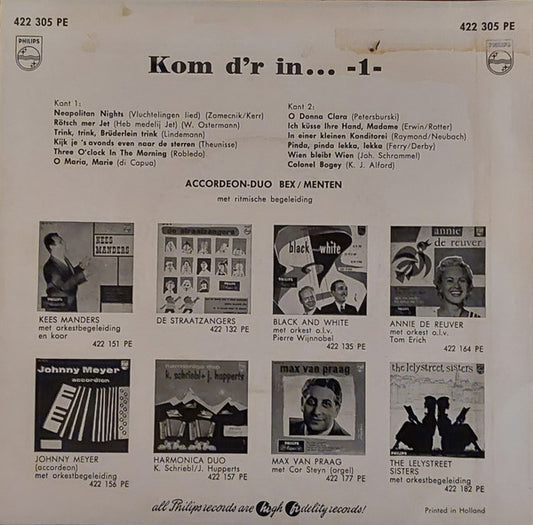 422 305 PE
422 305 PE
PHILIPS
PHILIPS
Kom d'r in... -1-
Kant 1:
Neapolitan Nights (Vluchtelingen lied) (Zamecnik/Kerr)
Rötsch mer Jet (Heb medelij Jet) (W. Ostermann)
Trink, trink, Brüderlein trink (Lindemann)
Kijk je 's avonds even naar de sterren (Theunisse)
Three O'clock In The Morning (Robledo)
O Maria, Marie (di Capua)
Kant 2:
O Donna Clara (Petersburski)
Ich küsse Ihre Hand, Madame (Erwin/Rotter)
In einer kleinen Konditorei (Raymond/Neubach)
Pinda, pinda lekka, lekka (Ferry/Derby)
Wien bleibt Wien (Joh. Schrammel)
Colonel Bogey (K. J. Alford)
ACCORDEON-DUO BEX/MENTEN
met ritmische begeleiding
KEES
MANDERS
de straatzangers
black and white
annie
de reuver
KEES MANDERS
met orkestbegeleiding
en koor
422 151 PE
DE STRAATZANGERS
422 132 PE
BLACK AND WHITE
met orkest o.l.v.
Pierre Wijnnobel
422 135 PE
ANNIE DE REUVER
met orkest o.l.v.
Tom Erich
422 164 PE
Johnny Meyer
accordeon
harmonica duo
k. schriebl - j. hupperts
max van praag
the lelystreet sisters
JOHNNY MEYER
(accordeon)
met orkestbegeleiding
422 156 PE
HARMONICA DUO
K. Schriebl/J. Hupperts
422 157 PE
MAX VAN PRAAG
met Cor Steyn (orgel)
422 177 PE
THE LELYSTREET
SISTERS
met orkestbegeleiding
422 182 PE
all Philips records are high fidelity records!
Printed in Holland